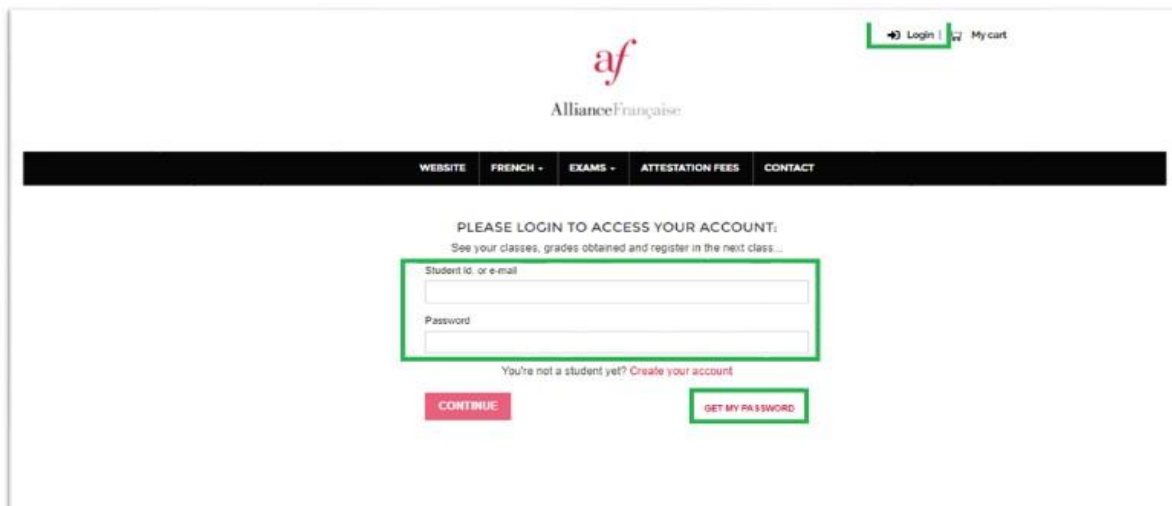 Login | My cart
af
AllianceFrançaise
WEBSITE FRENCH EXAMS ATTESTATION FEES CONTACT
PLEASE LOGIN TO ACCESS YOUR ACCOUNT:
See your classes, grades obtained and register in the next class...
Student Id. or e-mail
Password
You're not a student yet? Create your account
CONTINUE GET MY PASSWORD